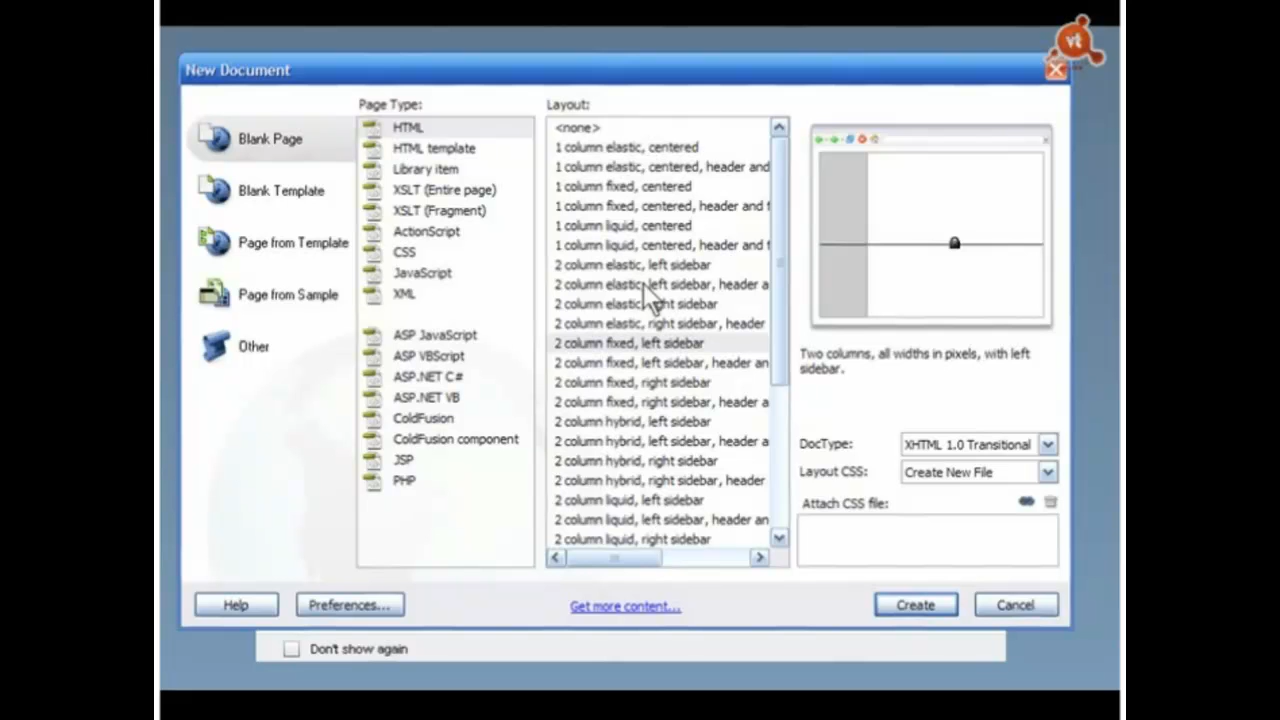 vt
New Document
Page Type:
Layout:
Blank Page
Blank Template
Page from Template
Page from Sample
Other
HTML
HTML template
Library item
XSLT (Entire page)
XSLT (Fragment)
ActionScript
CSS
JavaScript
XML
ASP JavaScript
ASP VBScript
ASP.NET C#
ASP.NET VB
ColdFusion
ColdFusion component
JSP
PHP
<none>
1 column elastic, centered
1 column elastic, centered, header and
1 column fixed, centered
1 column fixed, centered, header and f
1 column liquid, centered
1 column liquid, centered, header and f
2 column elastic, left sidebar
2 column elastic, left sidebar, header a
2 column elastic, right sidebar
2 column elastic, right sidebar, header
2 column fixed, left sidebar
2 column fixed, left sidebar, header an
2 column fixed, right sidebar
2 column fixed, right sidebar, header a
2 column hybrid, left sidebar
2 column hybrid, left sidebar, header a
2 column hybrid, right sidebar
2 column hybrid, right sidebar, header
2 column liquid, left sidebar
2 column liquid, left sidebar, header an
2 column liquid, right sidebar
Two columns, all widths in pixels, with left
sidebar.
DocType: XHTML 1.0 Transitional
Layout CSS: Create New File
Attach CSS file:
Help
Preferences...
Get more content...
Create
Cancel
Don't show again